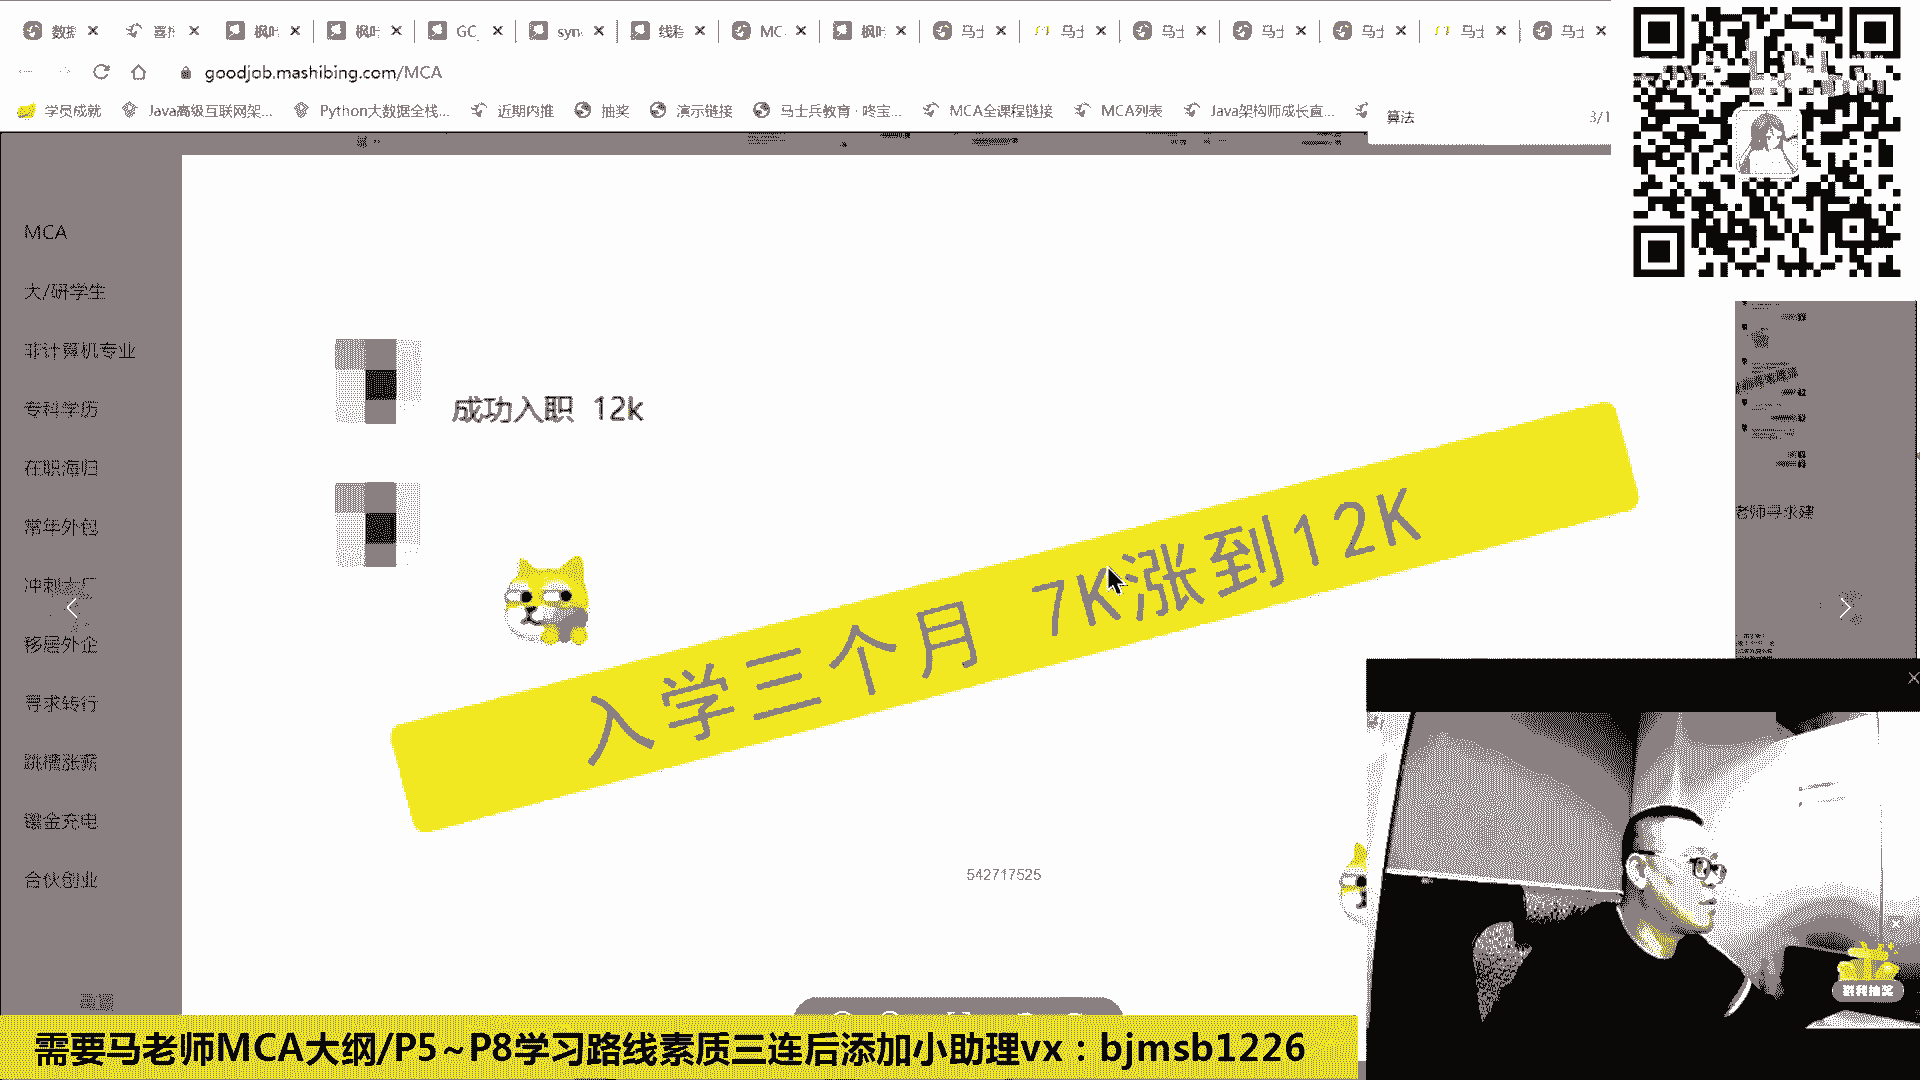 数据
喜报
GC
syn
线程
MC
马士
马士
马士
马士
马士
马士
马士
goodjob.mashibing.com/MCA
学员成就
Java高级互联网架...
Python大数据全栈...
近期内推
抽奖
演示链接
马士兵教育 · 咚宝...
MCA全课程链接
MCA列表
Java架构师成长直...
算法
3/1
MCA
大/研学生
非计算机专业
专科学历
在职海归
常年外包
冲刺大厂
移居外企
寻求转行
跳槽涨薪
镀金充电
合伙创业
成功入职 12k
入学三个月 7K涨到12K
542717525
老师寻求建
戳我抽奖
需要马老师MCA大纲/P5~P8学习路线素质三连后添加小助理vx：bjmsb1226